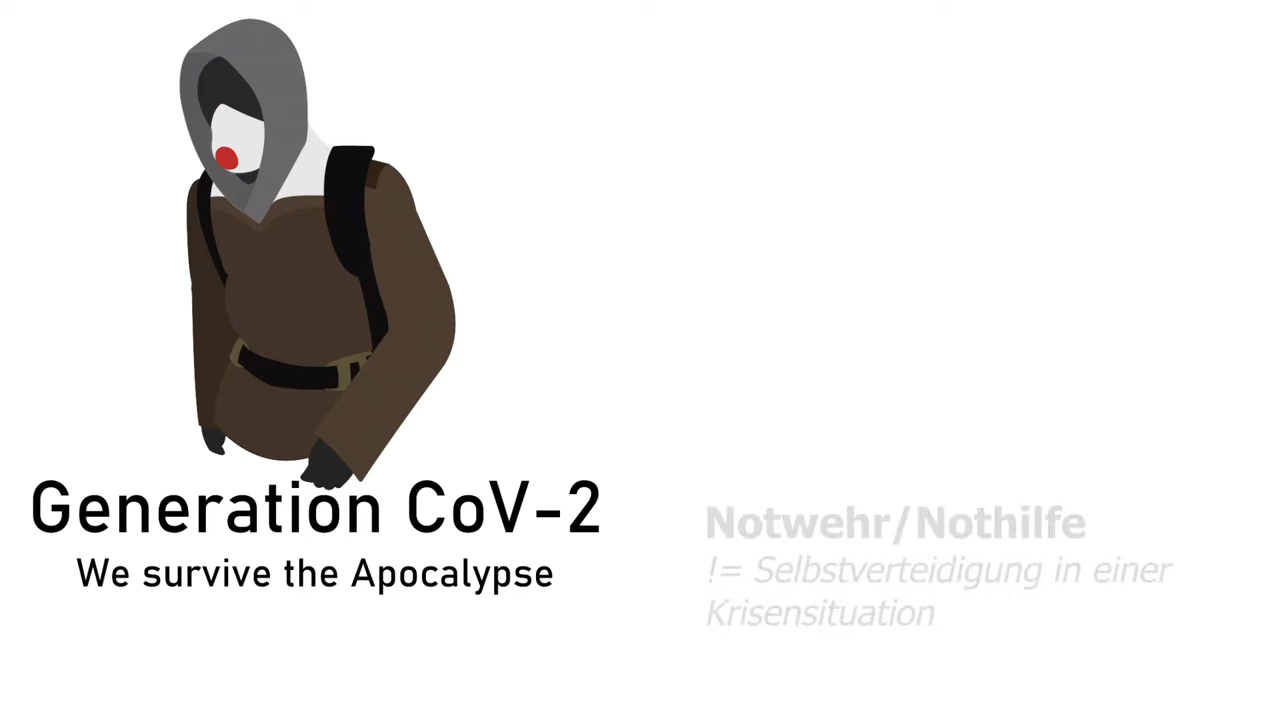 Generation CoV-2
We survive the Apocalypse
Notwehr/Nothilfe
!= Selbstverteidigung in einer
Krisensituation